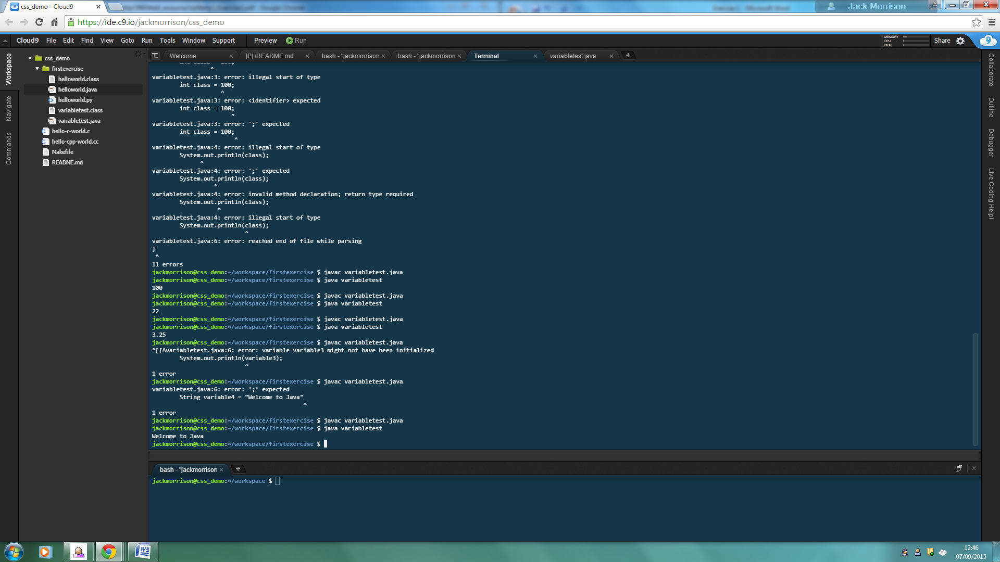 css_demo - Cloud9
Jack Morrison
https://ide.c9.io/jackmorrison/css_demo
Cloud9 File Edit Find View Goto Run Tools Window Support Preview Run
MEMORY
CPU
DISK
Share
Workspace
Navigate
Commands
css_demo
firstexercise
helloworld.class
helloworld.java
helloworld.py
variabletest.class
variabletest.java
hello-c-world.c
hello-cpp-world.cc
Makefile
README.md
Welcome [P] /README.md bash - "jackmorrison bash - "jackmorrison Terminal variabletest.java
^
variabletest.java:3: error: illegal start of type
int class = 100;
^
variabletest.java:3: error: <identifier> expected
int class = 100;
^
variabletest.java:3: error: ';' expected
int class = 100;
^
variabletest.java:4: error: illegal start of type
System.out.println(class);
^
variabletest.java:4: error: ';' expected
System.out.println(class);
^
variabletest.java:4: error: invalid method declaration; return type required
System.out.println(class);
^
variabletest.java:4: error: illegal start of type
System.out.println(class);
^
variabletest.java:6: error: reached end of file while parsing
}
^
11 errors
jackmorrison@css_demo:~/workspace/firstexercise $ javac variabletest.java
jackmorrison@css_demo:~/workspace/firstexercise $ java variabletest
100
jackmorrison@css_demo:~/workspace/firstexercise $ javac variabletest.java
jackmorrison@css_demo:~/workspace/firstexercise $ java variabletest
22
jackmorrison@css_demo:~/workspace/firstexercise $ javac variabletest.java
jackmorrison@css_demo:~/workspace/firstexercise $ java variabletest
3.25
jackmorrison@css_demo:~/workspace/firstexercise $ javac variabletest.java
^[[Avariabletest.java:6: error: variable variable3 might not have been initialized
System.out.println(variable3);
^
1 error
jackmorrison@css_demo:~/workspace/firstexercise $ javac variabletest.java
variabletest.java:6: error: ';' expected
String variable4 = "Welcome to Java"
^
1 error
jackmorrison@css_demo:~/workspace/firstexercise $ javac variabletest.java
jackmorrison@css_demo:~/workspace/firstexercise $ java variabletest
Welcome to Java
jackmorrison@css_demo:~/workspace/firstexercise $
bash - "jackmorrison
jackmorrison@css_demo:~/workspace $
Collaborate
Outline
Debugger
Live Coding Help!
12:46
07/09/2015